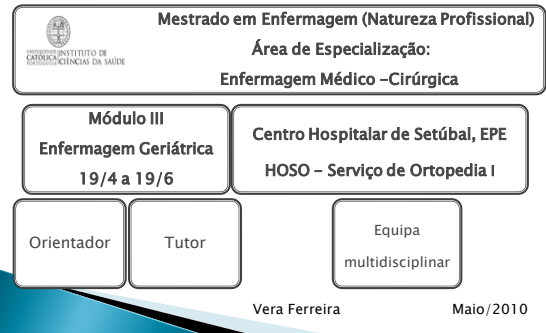 Mestrado em Enfermagem (Natureza Profissional)
Área de Especialização:
Enfermagem Médico -Cirúrgica
INSTITUTO DE
CATÓLICA CIÊNCIAS DA SAÚDE
Módulo III
Enfermagem Geriátrica
19/4 a 19/6
Centro Hospitalar de Setúbal, EPE
HOSO - Serviço de Ortopedia I
Orientador
Tutor
Equipa
multidisciplinar
Vera Ferreira
Maio/2010